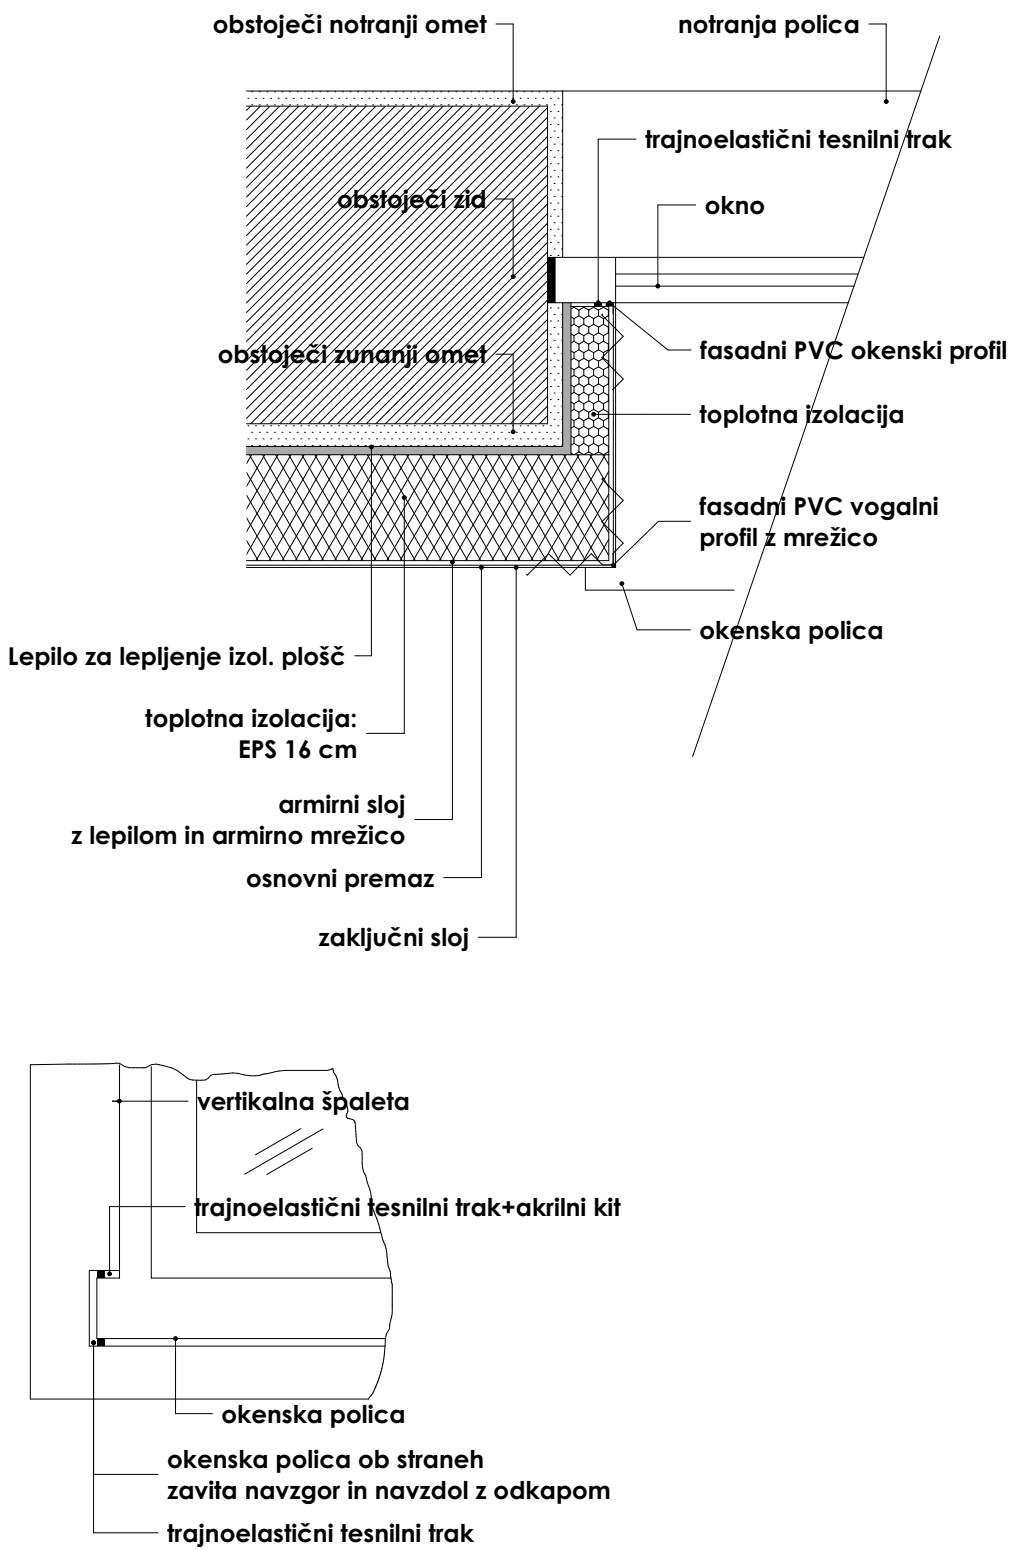 obstoječi notranji omet
notranja polica
trajnoelastični tesnilni trak
obstoječi zid
okno
obstoječi zunanji omet
fasadni PVC okenski profil
toplotna izolacija
fasadni PVC vogalni
profil z mrežico
okenska polica
Lepilo za lepljenje izol. plošč
toplotna izolacija:
EPS 16 cm
armirni sloj
z lepilom in armirno mrežico
osnovni premaz
zaključni sloj
vertikalna špaleta
trajnoelastični tesnilni trak+akrilni kit
okenska polica
okenska polica ob straneh
zavita navzgor in navzdol z odkapom
trajnoelastični tesnilni trak